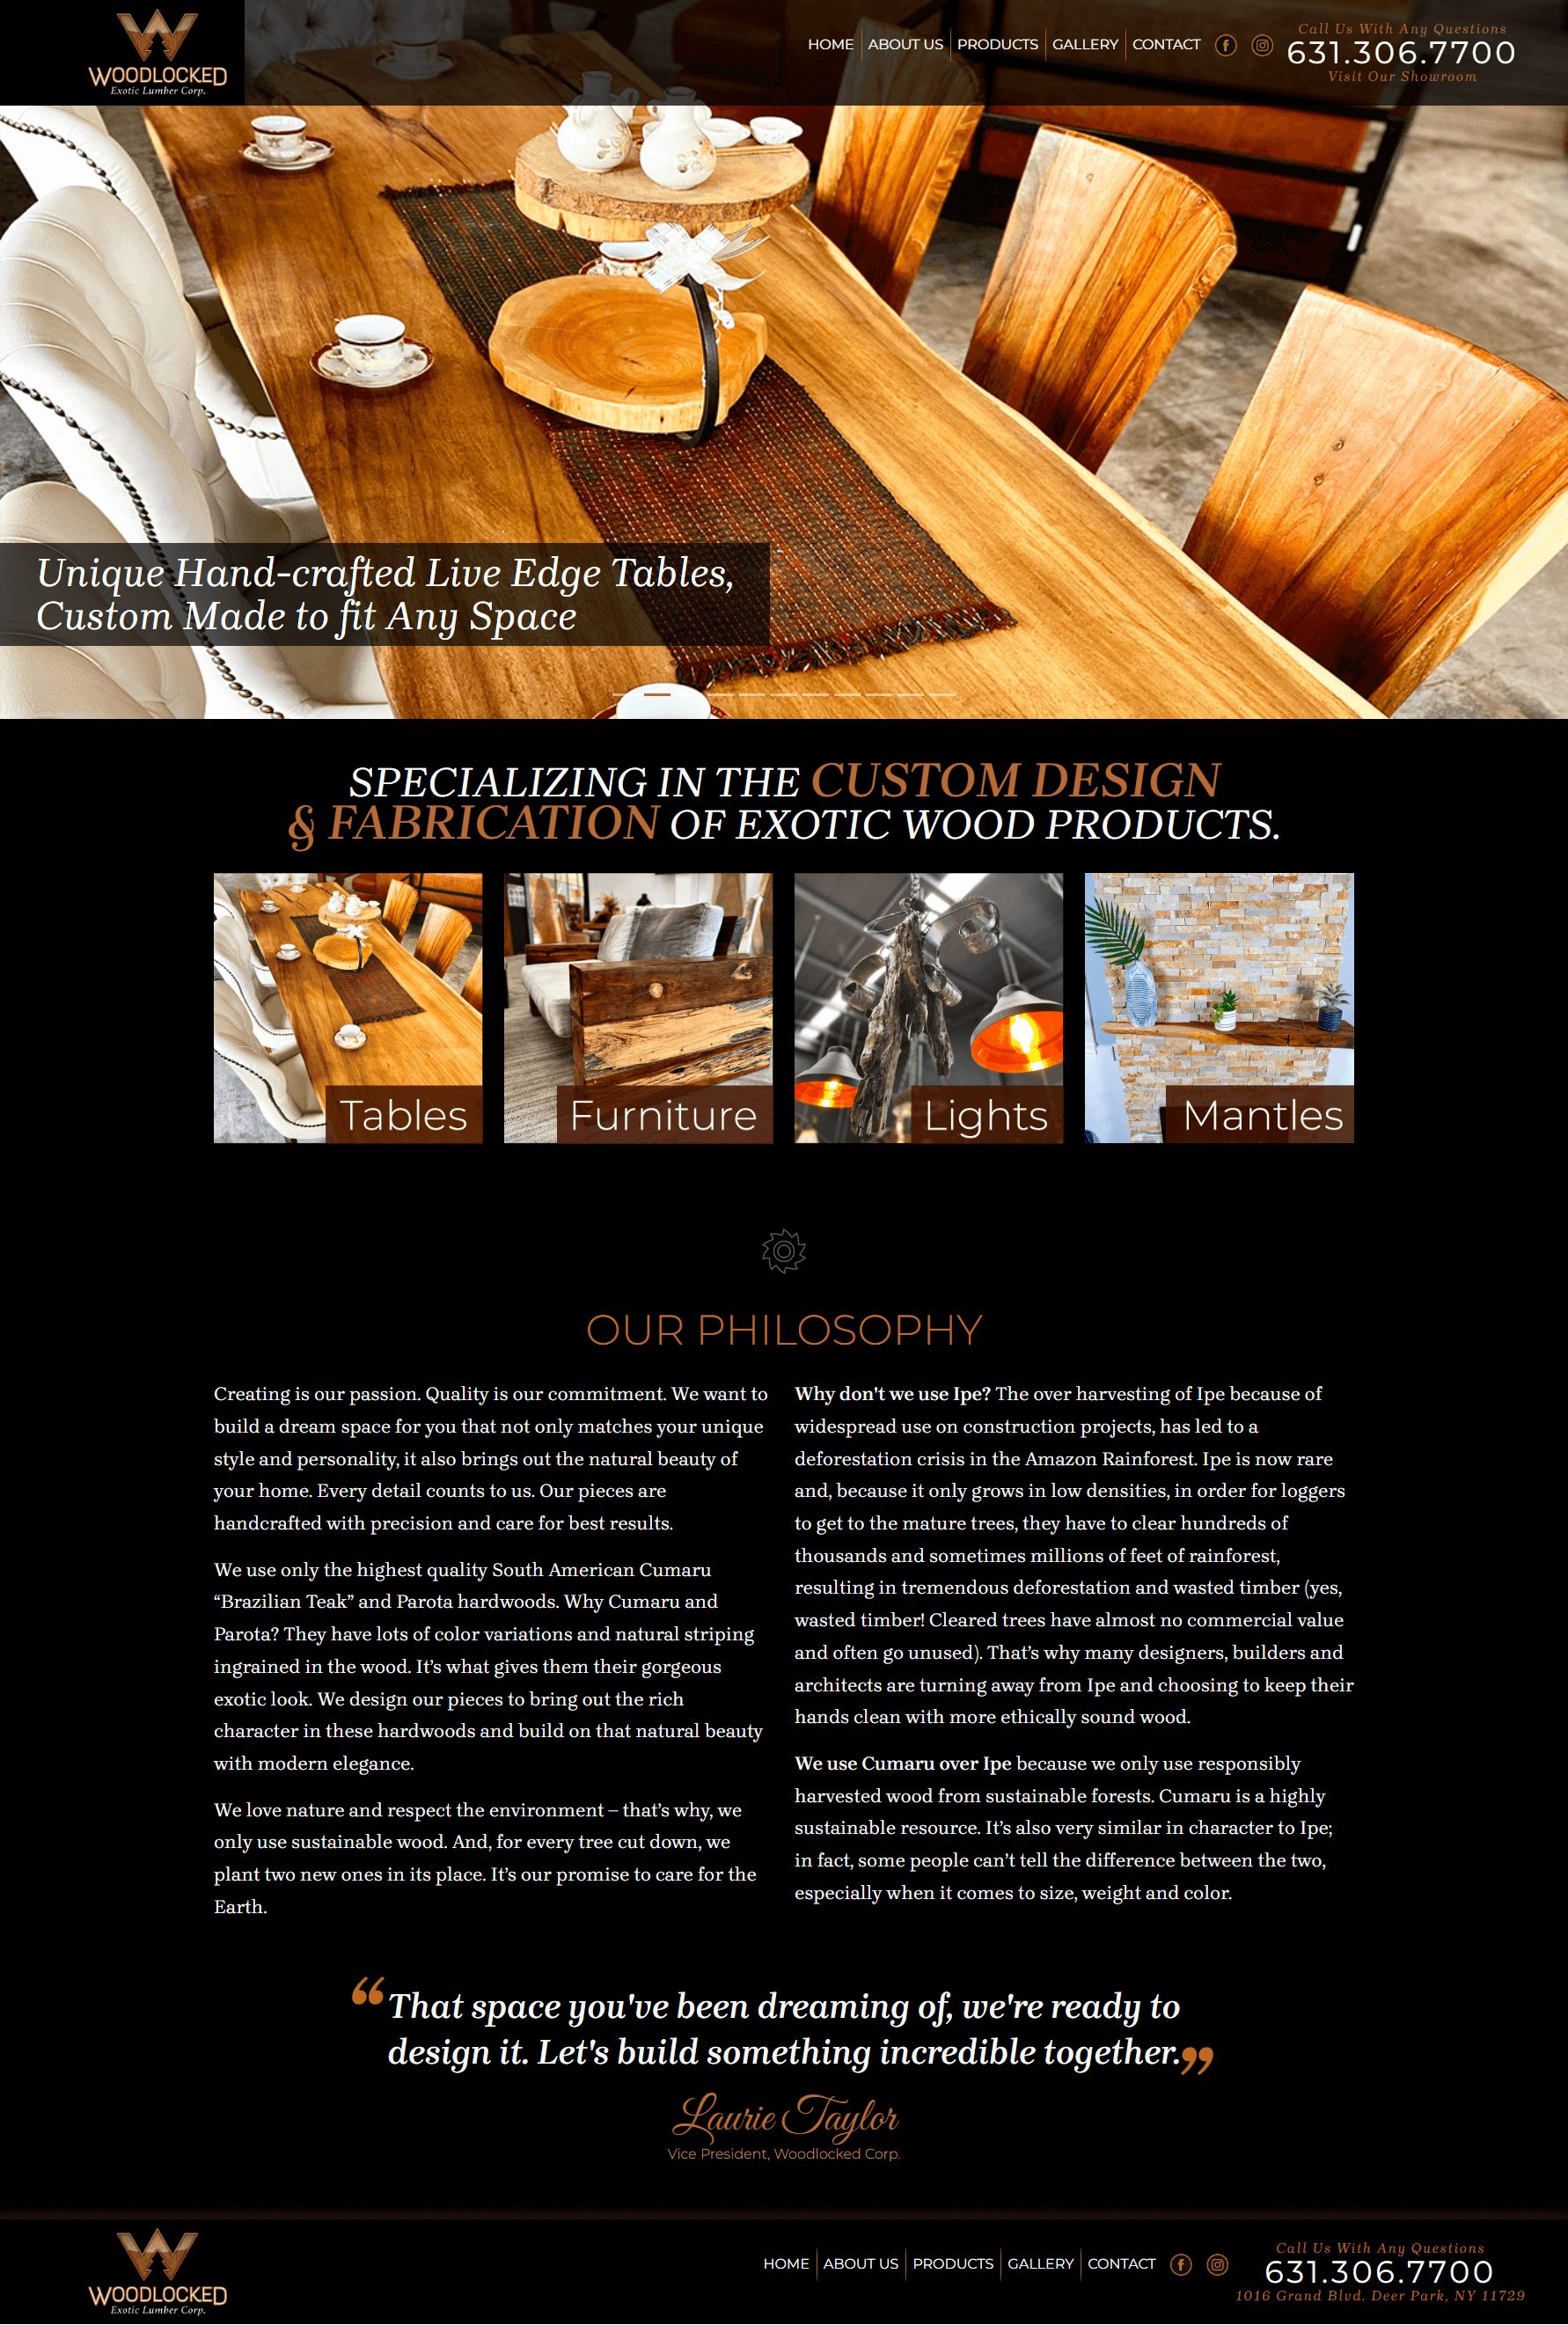 WOODLOCKED
Exotic Lumber Corp.
HOME
ABOUT US
PRODUCTS
GALLERY
CONTACT
Call Us With Any Questions
631.306.7700
Visit Our Showroom
Unique Hand-crafted Live Edge Tables,
Custom Made to fit Any Space
SPECIALIZING IN THE CUSTOM DESIGN
& FABRICATION OF EXOTIC WOOD PRODUCTS.
Tables
Furniture
Lights
Mantles
OUR PHILOSOPHY
Creating is our passion. Quality is our commitment. We want to
build a dream space for you that not only matches your unique
style and personality, it also brings out the natural beauty of
your home. Every detail counts to us. Our pieces are
handcrafted with precision and care for best results.
We use only the highest quality South American Cumaru
“Brazilian Teak” and Parota hardwoods. Why Cumaru and
Parota? They have lots of color variations and natural striping
ingrained in the wood. It’s what gives them their gorgeous
exotic look. We design our pieces to bring out the rich
character in these hardwoods and build on that natural beauty
with modern elegance.
We love nature and respect the environment – that’s why, we
only use sustainable wood. And, for every tree cut down, we
plant two new ones in its place. It’s our promise to care for the
Earth.
Why don't we use Ipe? The over harvesting of Ipe because of
widespread use on construction projects, has led to a
deforestation crisis in the Amazon Rainforest. Ipe is now rare
and, because it only grows in low densities, in order for loggers
to get to the mature trees, they have to clear hundreds of
thousands and sometimes millions of feet of rainforest,
resulting in tremendous deforestation and wasted timber (yes,
wasted timber! Cleared trees have almost no commercial value
and often go unused). That’s why many designers, builders and
architects are turning away from Ipe and choosing to keep their
hands clean with more ethically sound wood.
We use Cumaru over Ipe because we only use responsibly
harvested wood from sustainable forests. Cumaru is a highly
sustainable resource. It’s also very similar in character to Ipe;
in fact, some people can’t tell the difference between the two,
especially when it comes to size, weight and color.
“That space you've been dreaming of, we're ready to
design it. Let's build something incredible together.”
Laurie Taylor
Vice President, Woodlocked Corp.
WOODLOCKED
Exotic Lumber Corp.
HOME
ABOUT US
PRODUCTS
GALLERY
CONTACT
Call Us With Any Questions
631.306.7700
1016 Grand Blvd. Deer Park, NY 11729